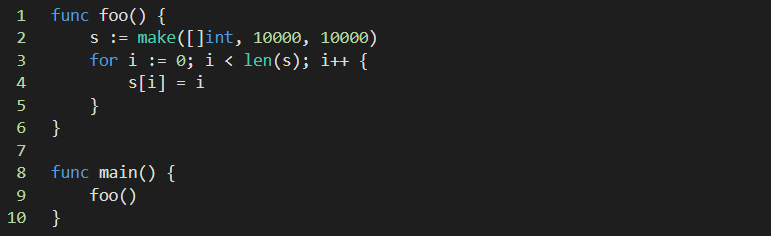 1 func foo() {
2     s := make([]int, 10000, 10000)
3     for i := 0; i < len(s); i++ {
4         s[i] = i
5     }
6 }
7
8 func main() {
9     foo()
10 }